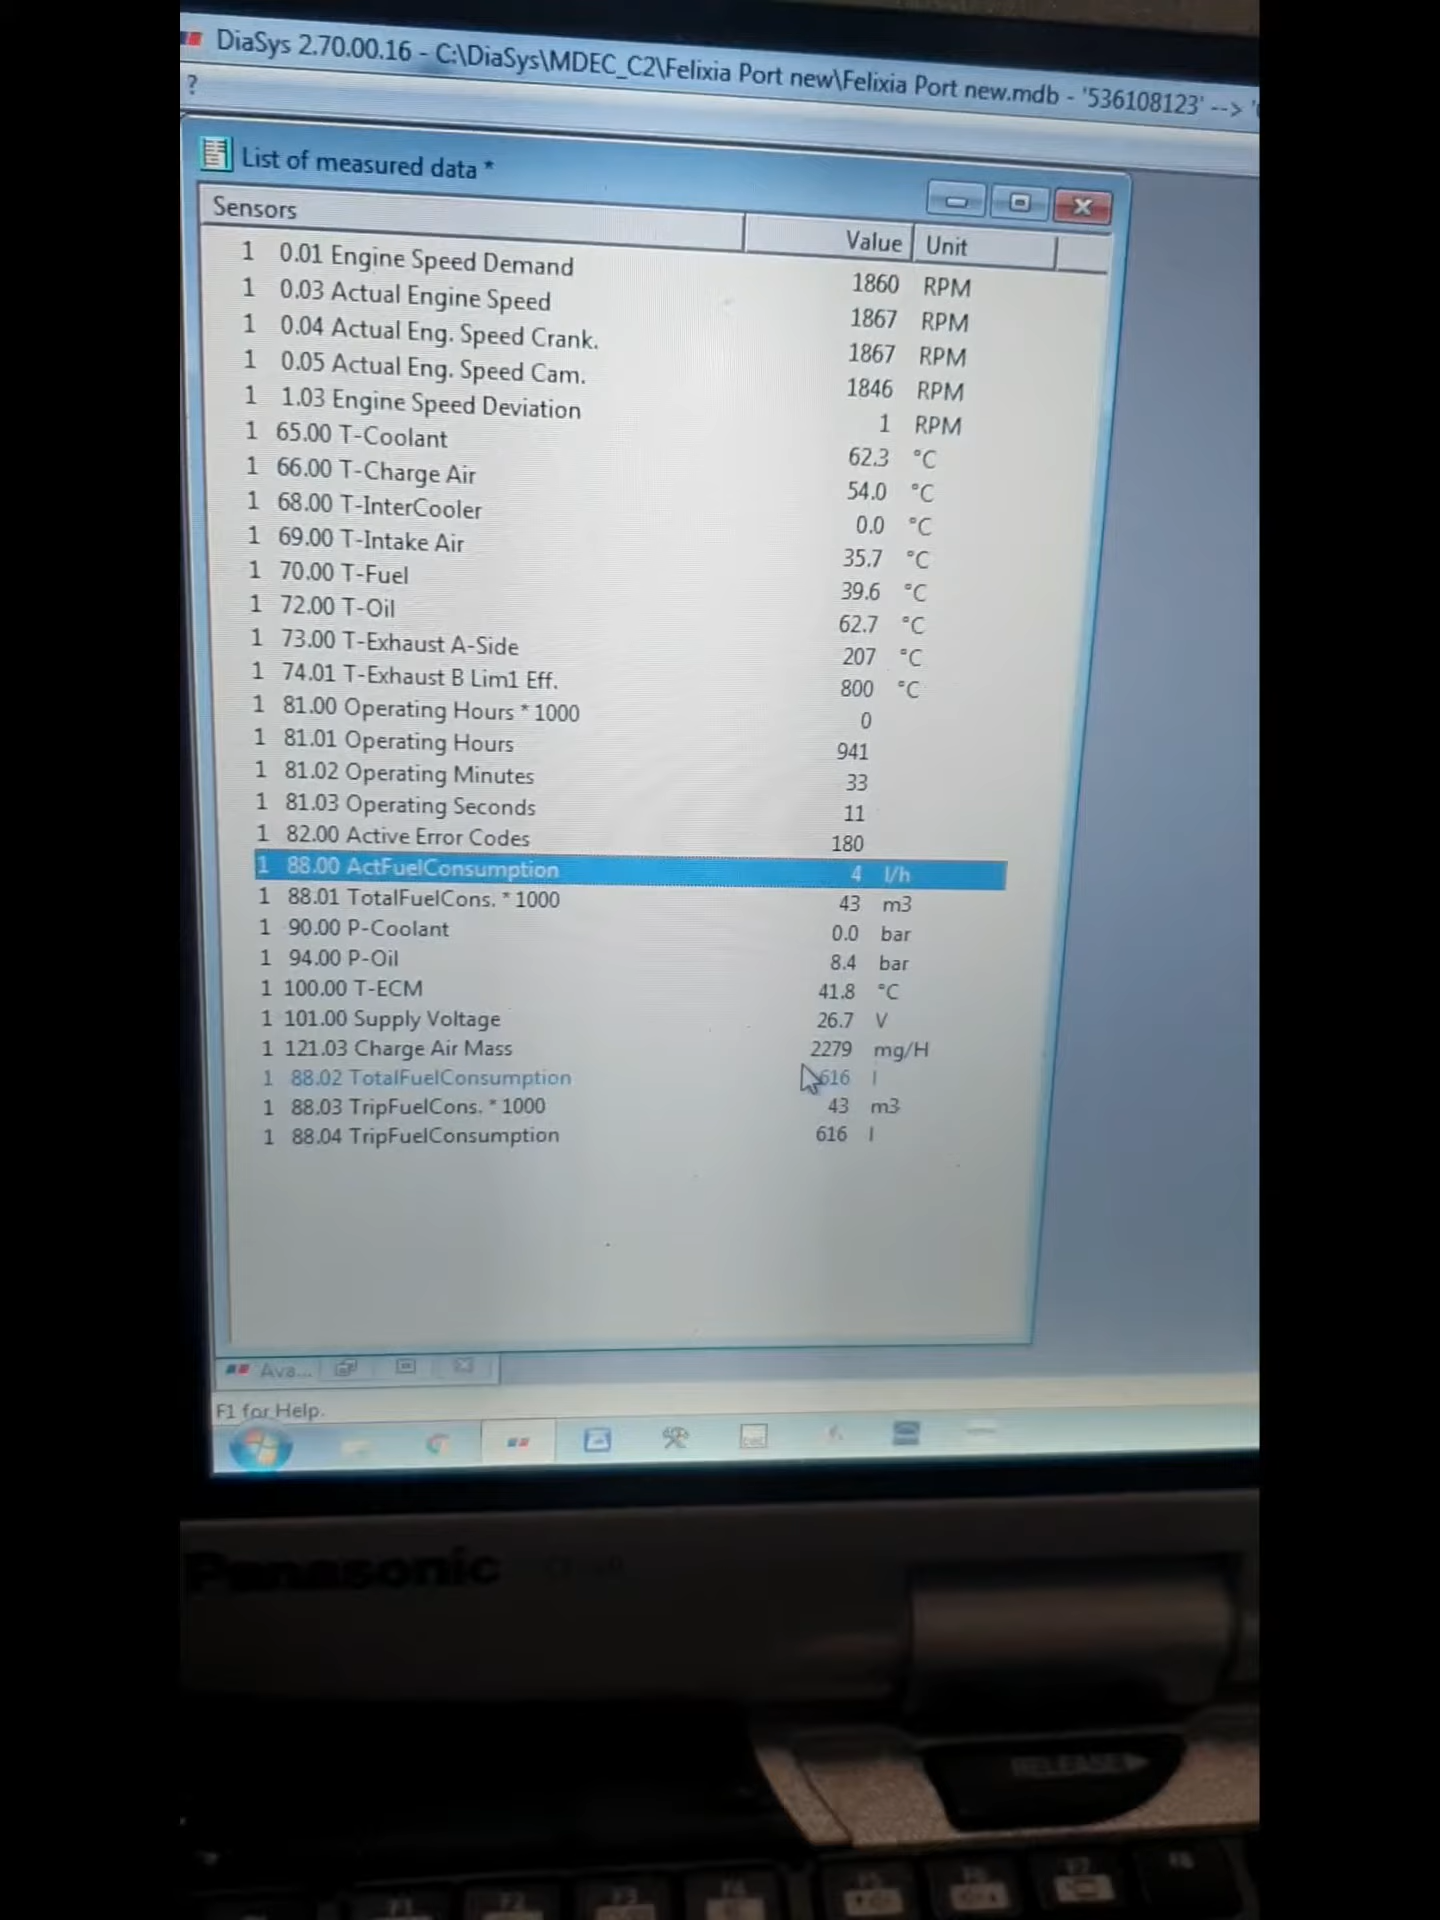 DiaSys 2.70.00.16 - C:\DiaSys\MDEC_C2\Felixia Port new\Felixia Port new.mdb - '536108123' -->
?
List of measured data *
Sensors Value Unit
1 0.01 Engine Speed Demand 1860 RPM
1 0.03 Actual Engine Speed 1867 RPM
1 0.04 Actual Eng. Speed Crank. 1867 RPM
1 0.05 Actual Eng. Speed Cam. 1846 RPM
1 1.03 Engine Speed Deviation 1 RPM
1 65.00 T-Coolant 62.3 °C
1 66.00 T-Charge Air 54.0 °C
1 68.00 T-InterCooler 0.0 °C
1 69.00 T-Intake Air 35.7 °C
1 70.00 T-Fuel 39.6 °C
1 72.00 T-Oil 62.7 °C
1 73.00 T-Exhaust A-Side 207 °C
1 74.01 T-Exhaust B Lim1 Eff. 800 °C
1 81.00 Operating Hours * 1000 0
1 81.01 Operating Hours 941
1 81.02 Operating Minutes 33
1 81.03 Operating Seconds 11
1 82.00 Active Error Codes 180
1 88.00 ActFuelConsumption 4 l/h
1 88.01 TotalFuelCons. * 1000 43 m3
1 90.00 P-Coolant 0.0 bar
1 94.00 P-Oil 8.4 bar
1 100.00 T-ECM 41.8 °C
1 101.00 Supply Voltage 26.7 V
1 121.03 Charge Air Mass 2279 mg/H
1 88.02 TotalFuelConsumption 616 l
1 88.03 TripFuelCons. * 1000 43 m3
1 88.04 TripFuelConsumption 616 l
Ava...
F1 for Help.
Panasonic
RELEASE
F1 F2 F3 F4 F5 F6 F7 F8